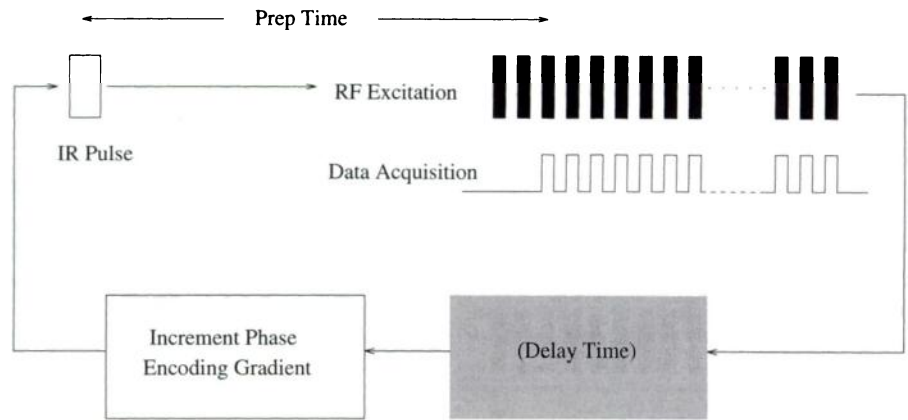 Prep Time
RF Excitation
IR Pulse
Data Acquisition
Increment Phase
Encoding Gradient
(Delay Time)